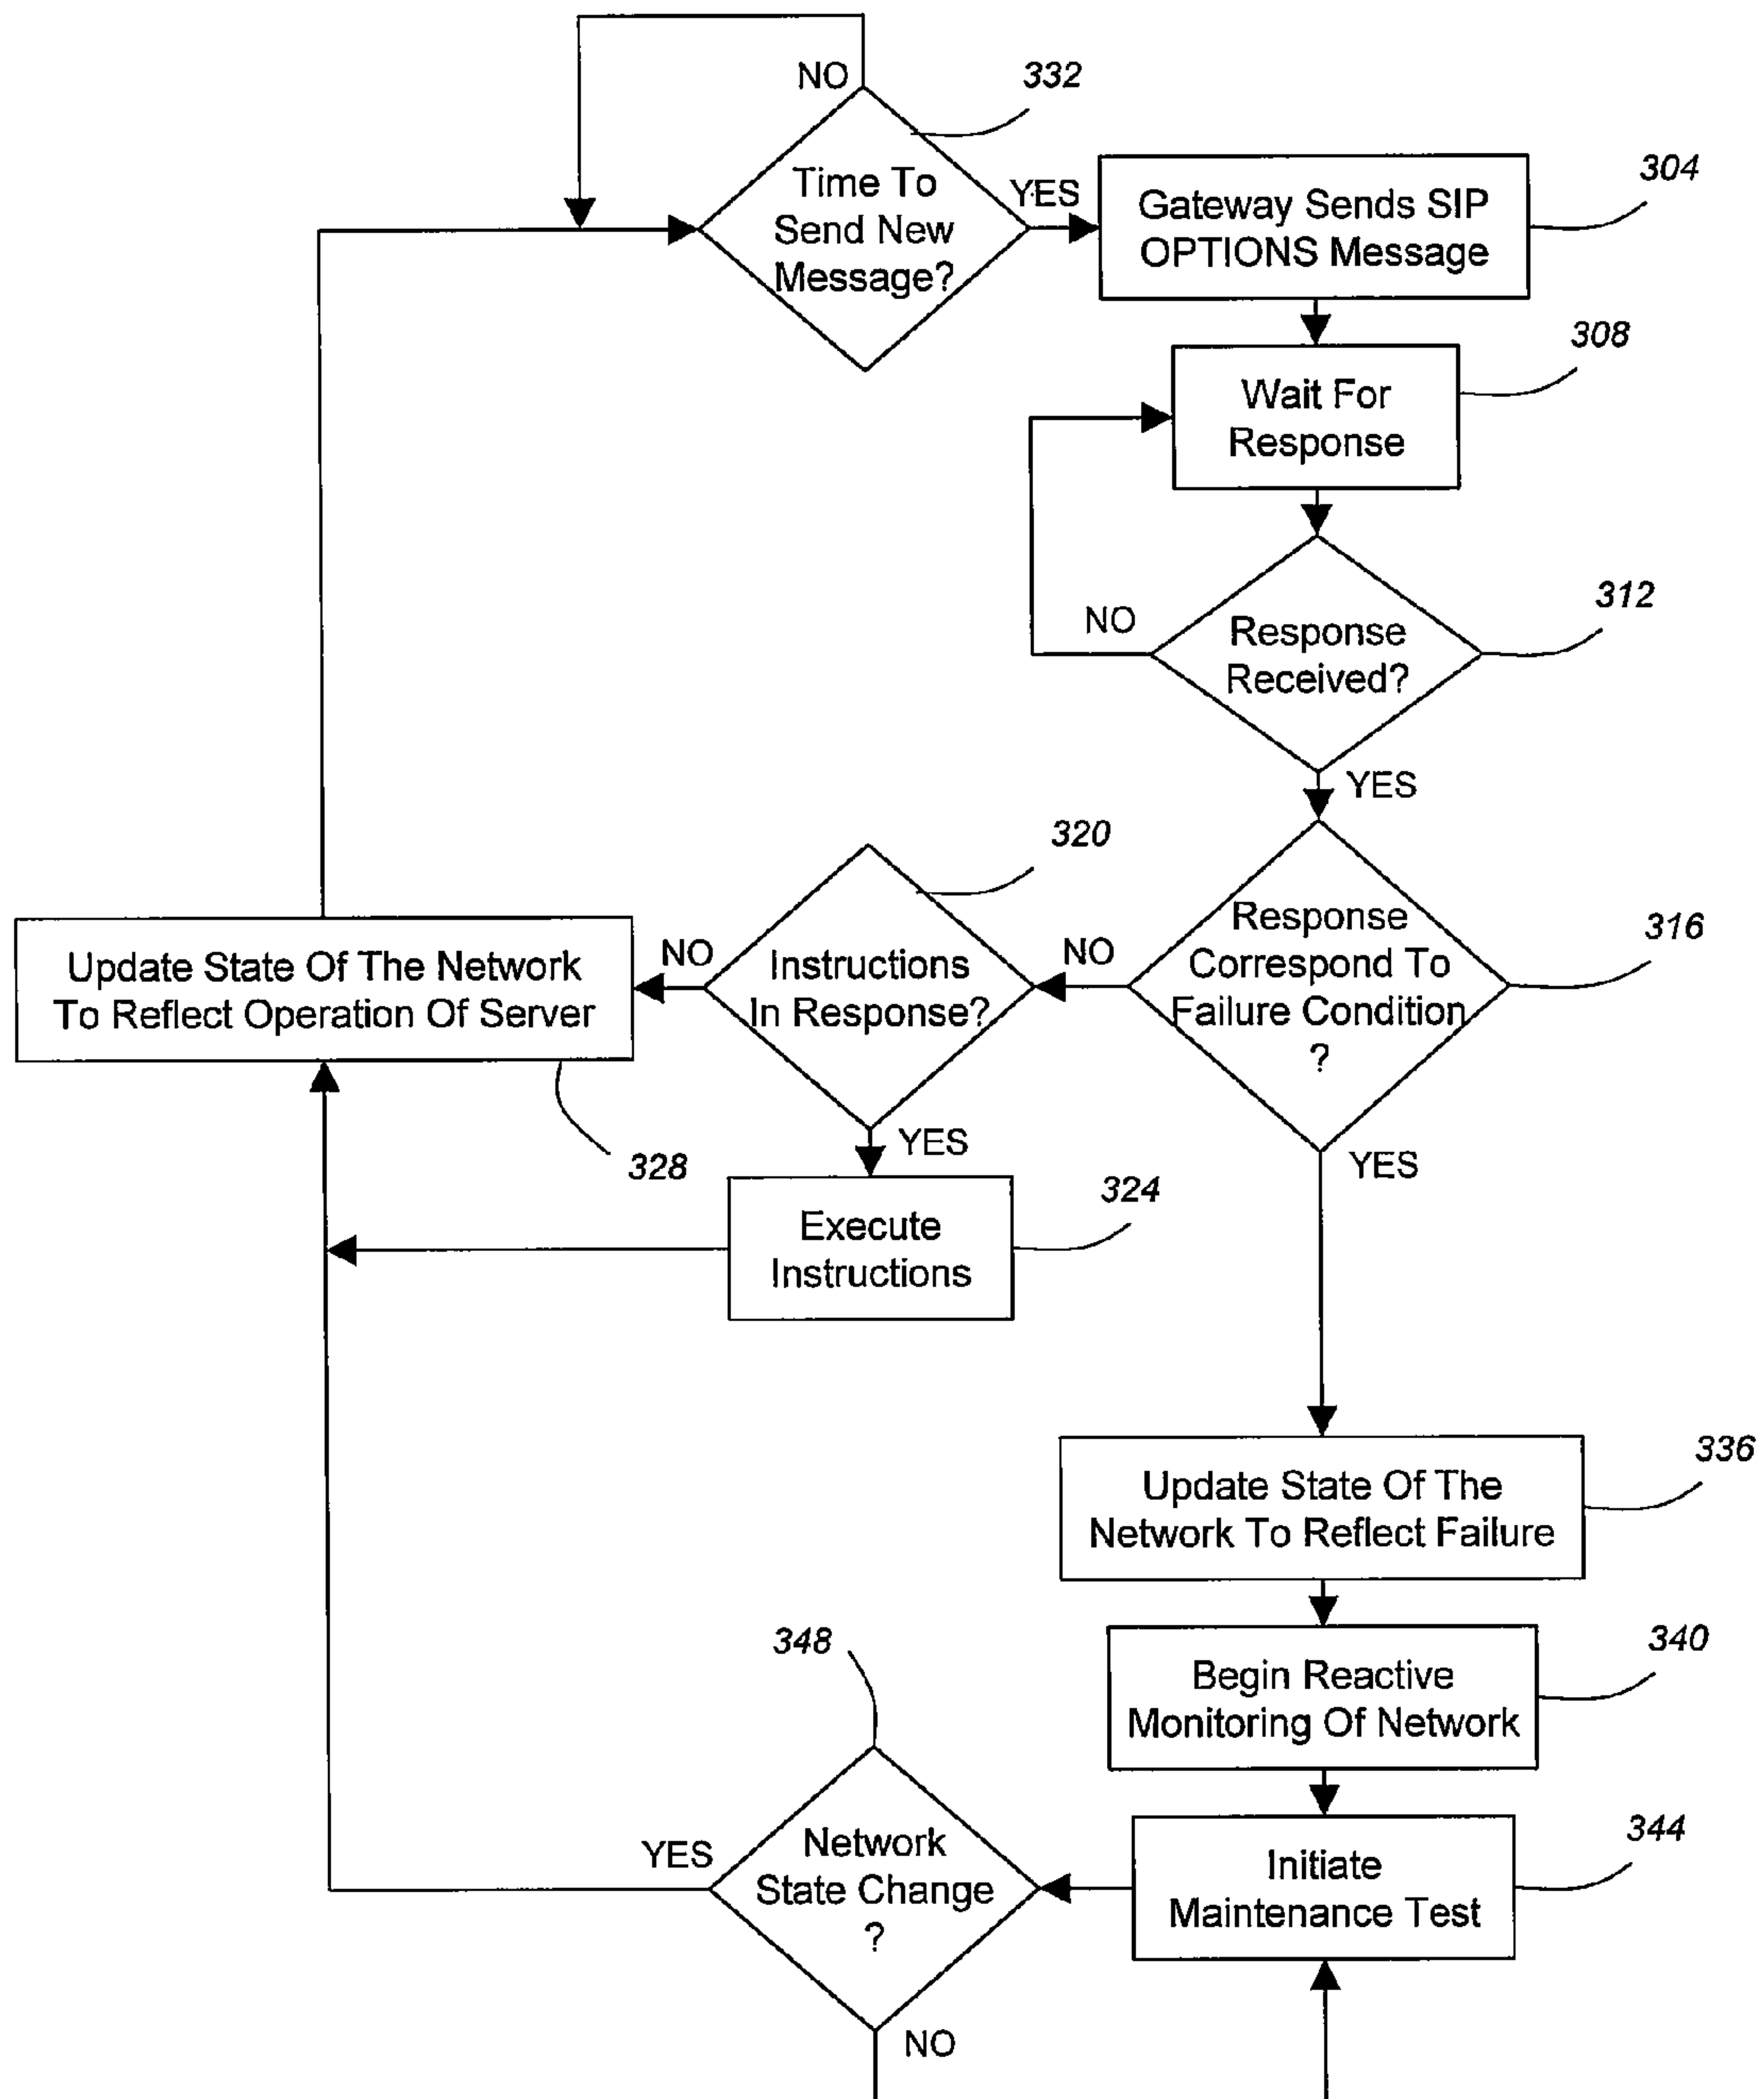 NO
332
Time To
Send New
Message?
YES
Gateway Sends SIP
OPTIONS Message
304
Wait For
Response
308
NO
Response
Received?
312
YES
320
Response
Correspond To
Failure Condition
?
316
NO
Instructions
In Response?
NO
Update State Of The Network
To Reflect Operation Of Server
328
YES
YES
Execute
Instructions
324
Update State Of The
Network To Reflect Failure
336
Begin Reactive
Monitoring Of Network
340
348
Initiate
Maintenance Test
344
Network
State Change
?
YES
NO